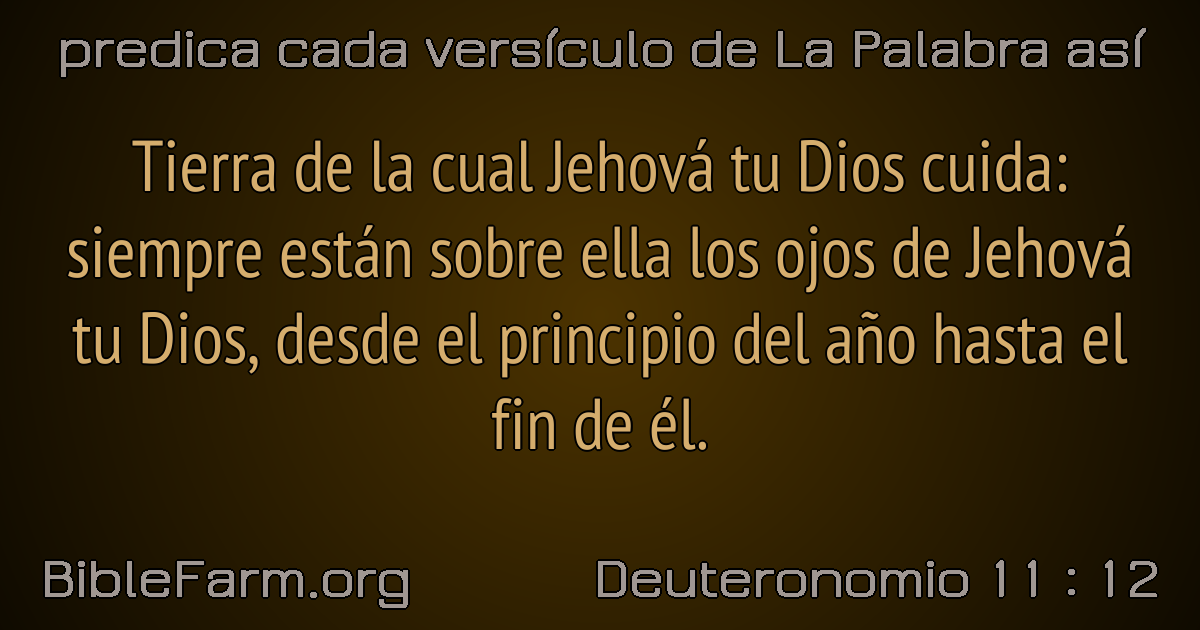 predica cada versículo de La Palabra así
Tierra de la cual Jehová tu Dios cuida:
siempre están sobre ella los ojos de Jehová
tu Dios, desde el principio del año hasta el
fin de él.
BibleFarm.org
Deuteronomio 11 : 12